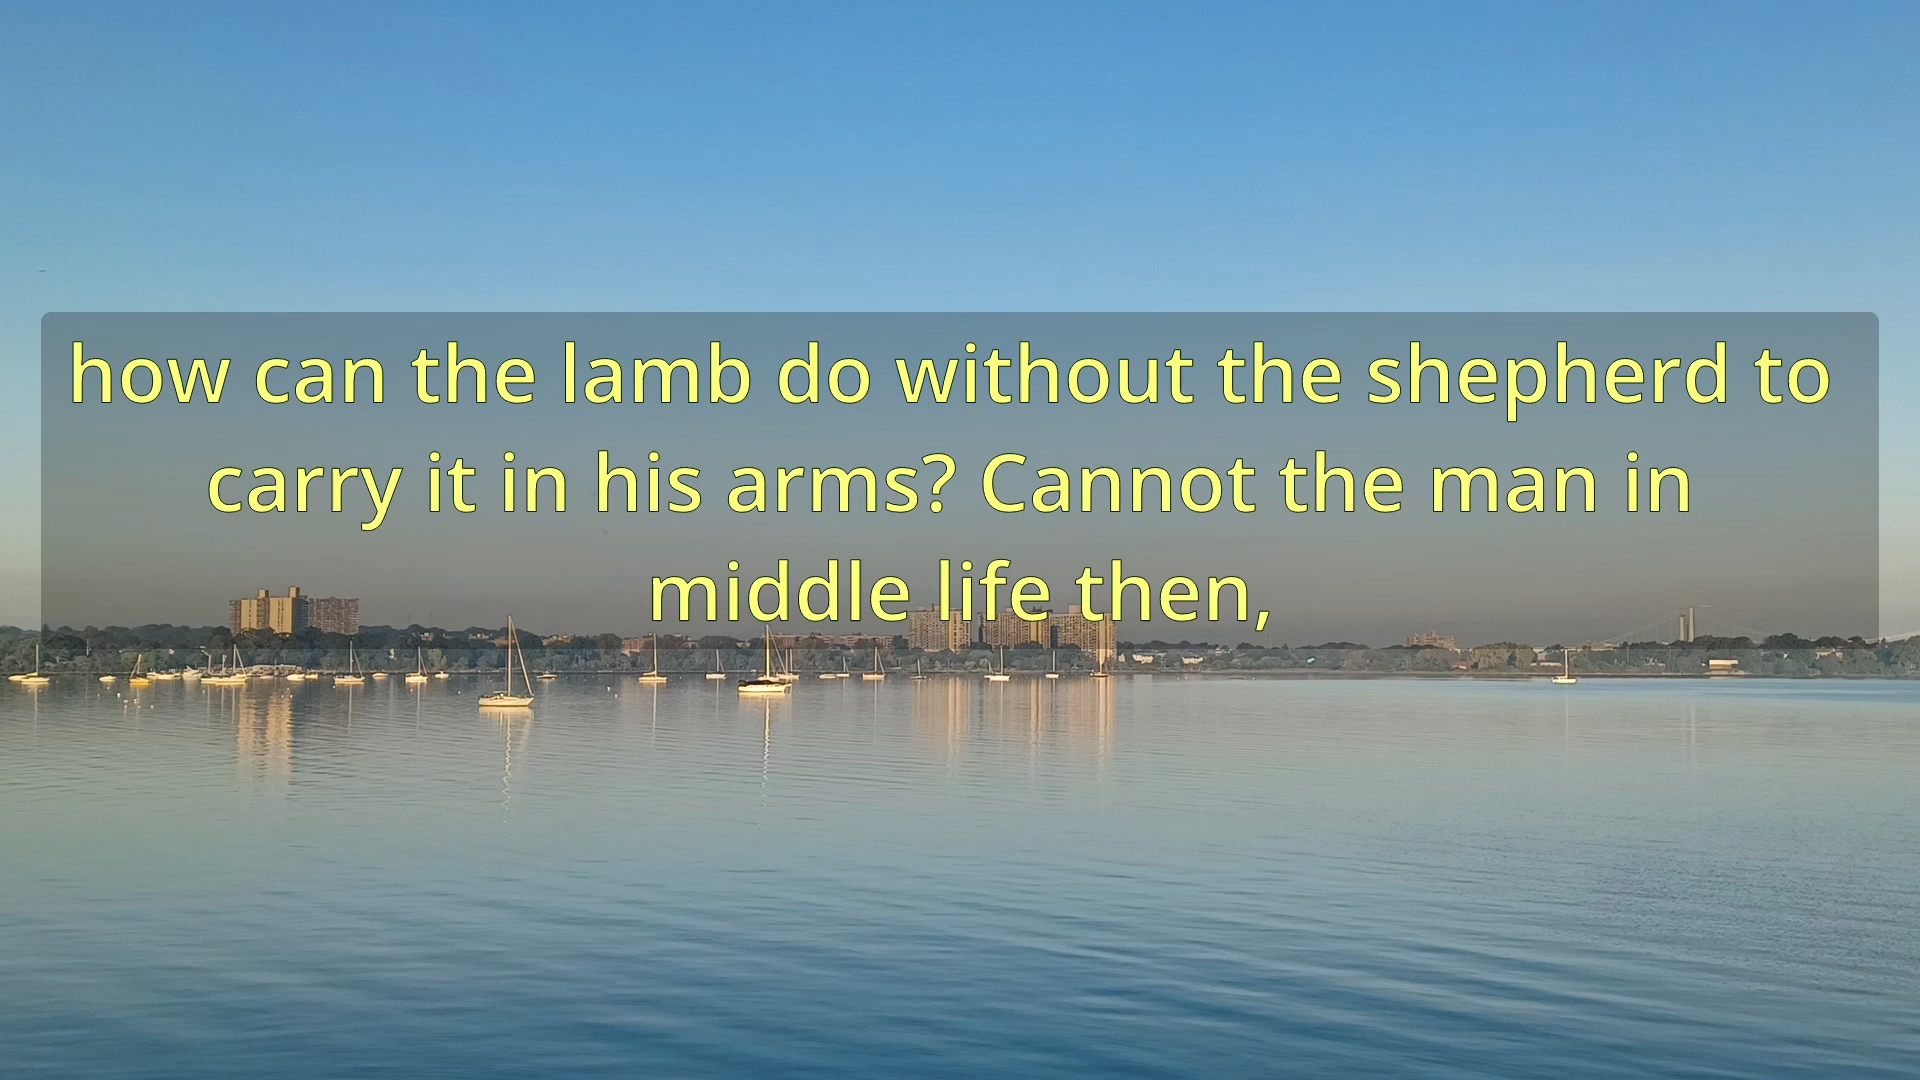 how can the lamb do without the shepherd to
carry it in his arms? Cannot the man in
middle life then,